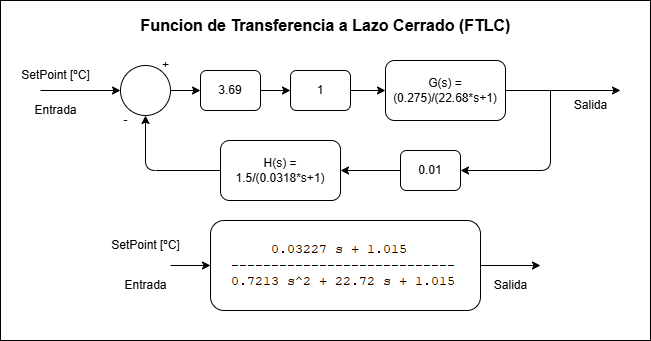 Funcion de Transferencia a Lazo Cerrado (FTLC)
SetPoint [ºC]
Entrada
+
-
3.69
1
G(s) =
(0.275)/(22.68*s+1)
Salida
H(s) =
1.5/(0.0318*s+1)
0.01
SetPoint [ºC]
Entrada
0.03227 s + 1.015
----------------------------
0.7213 s^2 + 22.72 s + 1.015
Salida